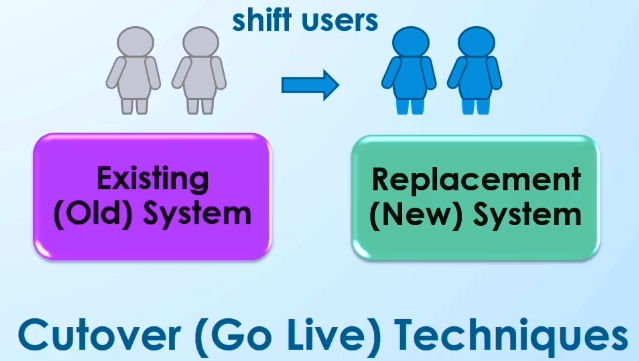 shift users
Existing
(Old) System
Replacement
(New) System
Cutover (Go Live) Techniques